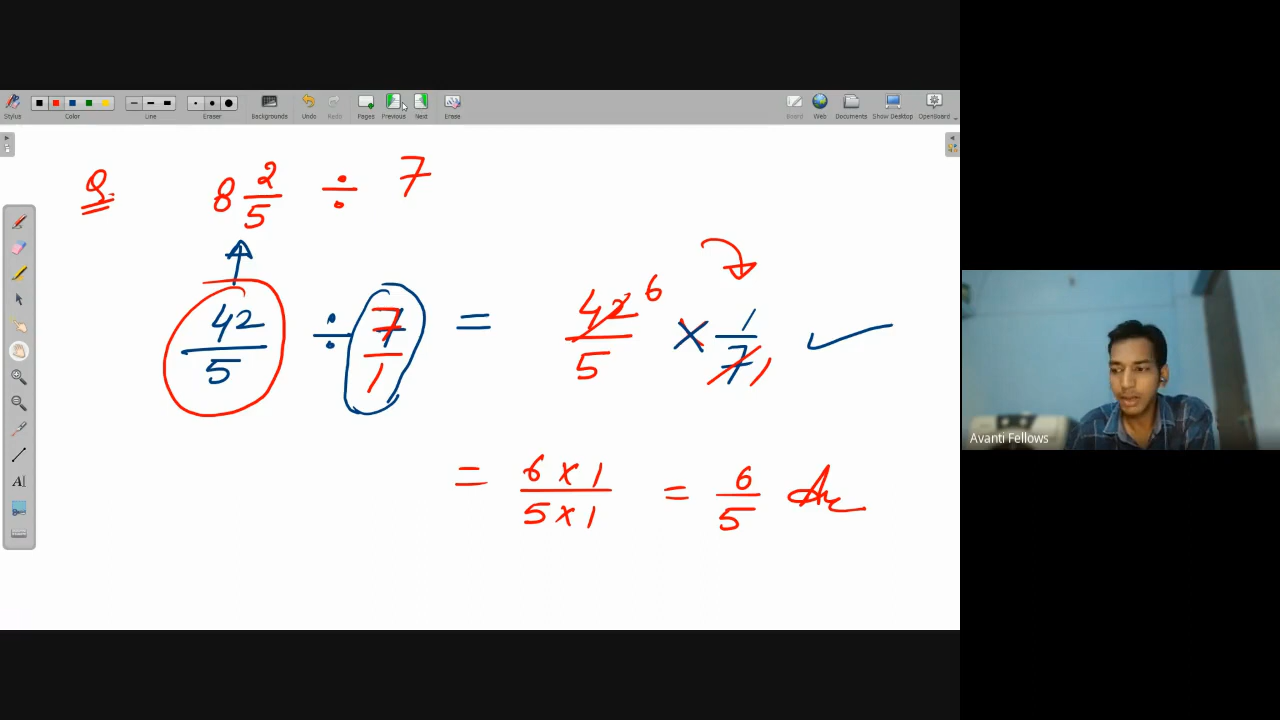 Stylus Color Line Eraser Backgrounds Undo Redo Pages Previous Next Erase Board Web Documents Show Desktop OpenBoard
Q. 8 2/5 ÷ 7
42/5 ÷ 7/1 = 42/5 6 × 1/7 1
= 6 × 1 / 5 × 1 = 6/5
Avanti Fellows